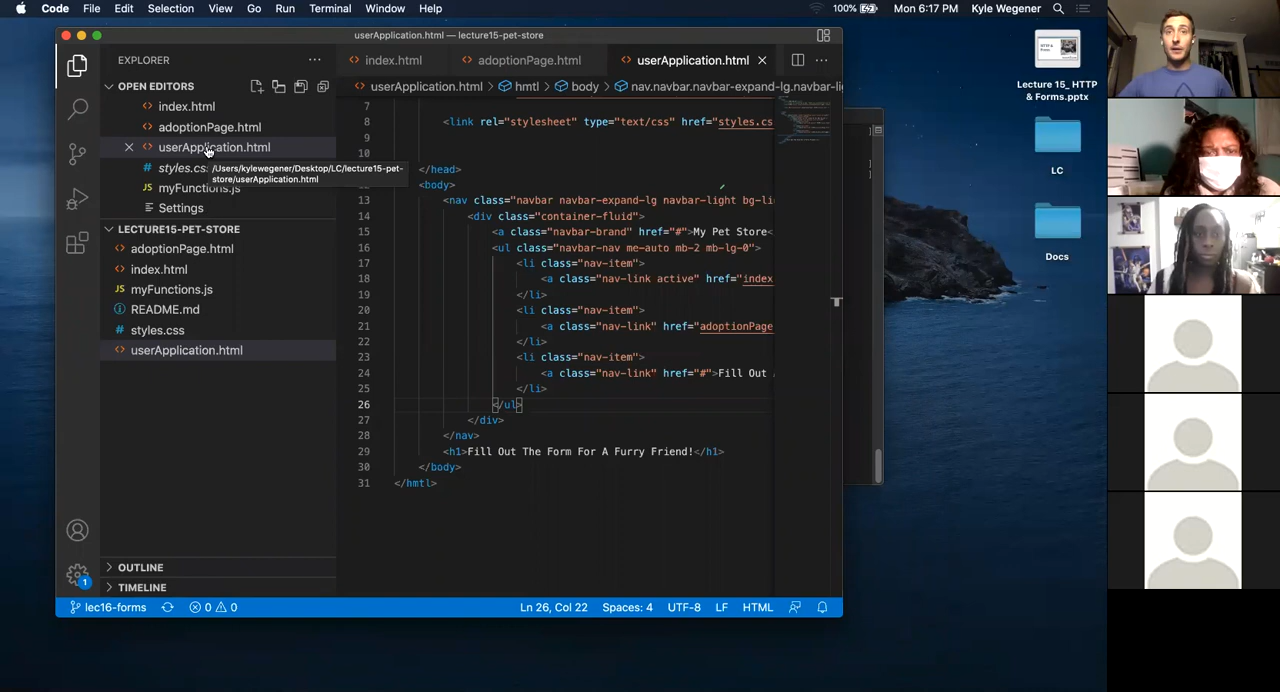 Code File Edit Selection View Go Run Terminal Window Help 100% Mon 6:17 PM Kyle Wegener
userApplication.html — lecture15-pet-store
EXPLORER
OPEN EDITORS
index.html
adoptionPage.html
userApplication.html
styles.css
/Users/kylewegener/Desktop/LC/lecture15-pet-
store/userApplication.html
JS myFunctions.js
Settings
LECTURE15-PET-STORE
adoptionPage.html
index.html
JS myFunctions.js
README.md
# styles.css
userApplication.html
OUTLINE
TIMELINE
1
index.html
adoptionPage.html
userApplication.html
userApplication.html > hmtl > body > nav.navbar.navbar-expand-lg.navbar-li
7
8 <link rel="stylesheet" type="text/css" href="styles.cs
9
10
11 </head>
12 <body>
13 <nav class="navbar navbar-expand-lg navbar-light bg-li
14 <div class="container-fluid">
15 <a class="navbar-brand" href="#">My Pet Store<
16 <ul class="navbar-nav me-auto mb-2 mb-lg-0">
17 <li class="nav-item">
18 <a class="nav-link active" href="index
19 </li>
20 <li class="nav-item">
21 <a class="nav-link" href="adoptionPage
22 </li>
23 <li class="nav-item">
24 <a class="nav-link" href="#">Fill Out
25 </li>
26 </ul>
27 </div>
28 </nav>
29 <h1>Fill Out The Form For A Furry Friend!</h1>
30 </body>
31 </hmtl>
lec16-forms 0 0 Ln 26, Col 22 Spaces: 4 UTF-8 LF HTML
Lecture 15_ HTTP
& Forms.pptx
LC
Docs